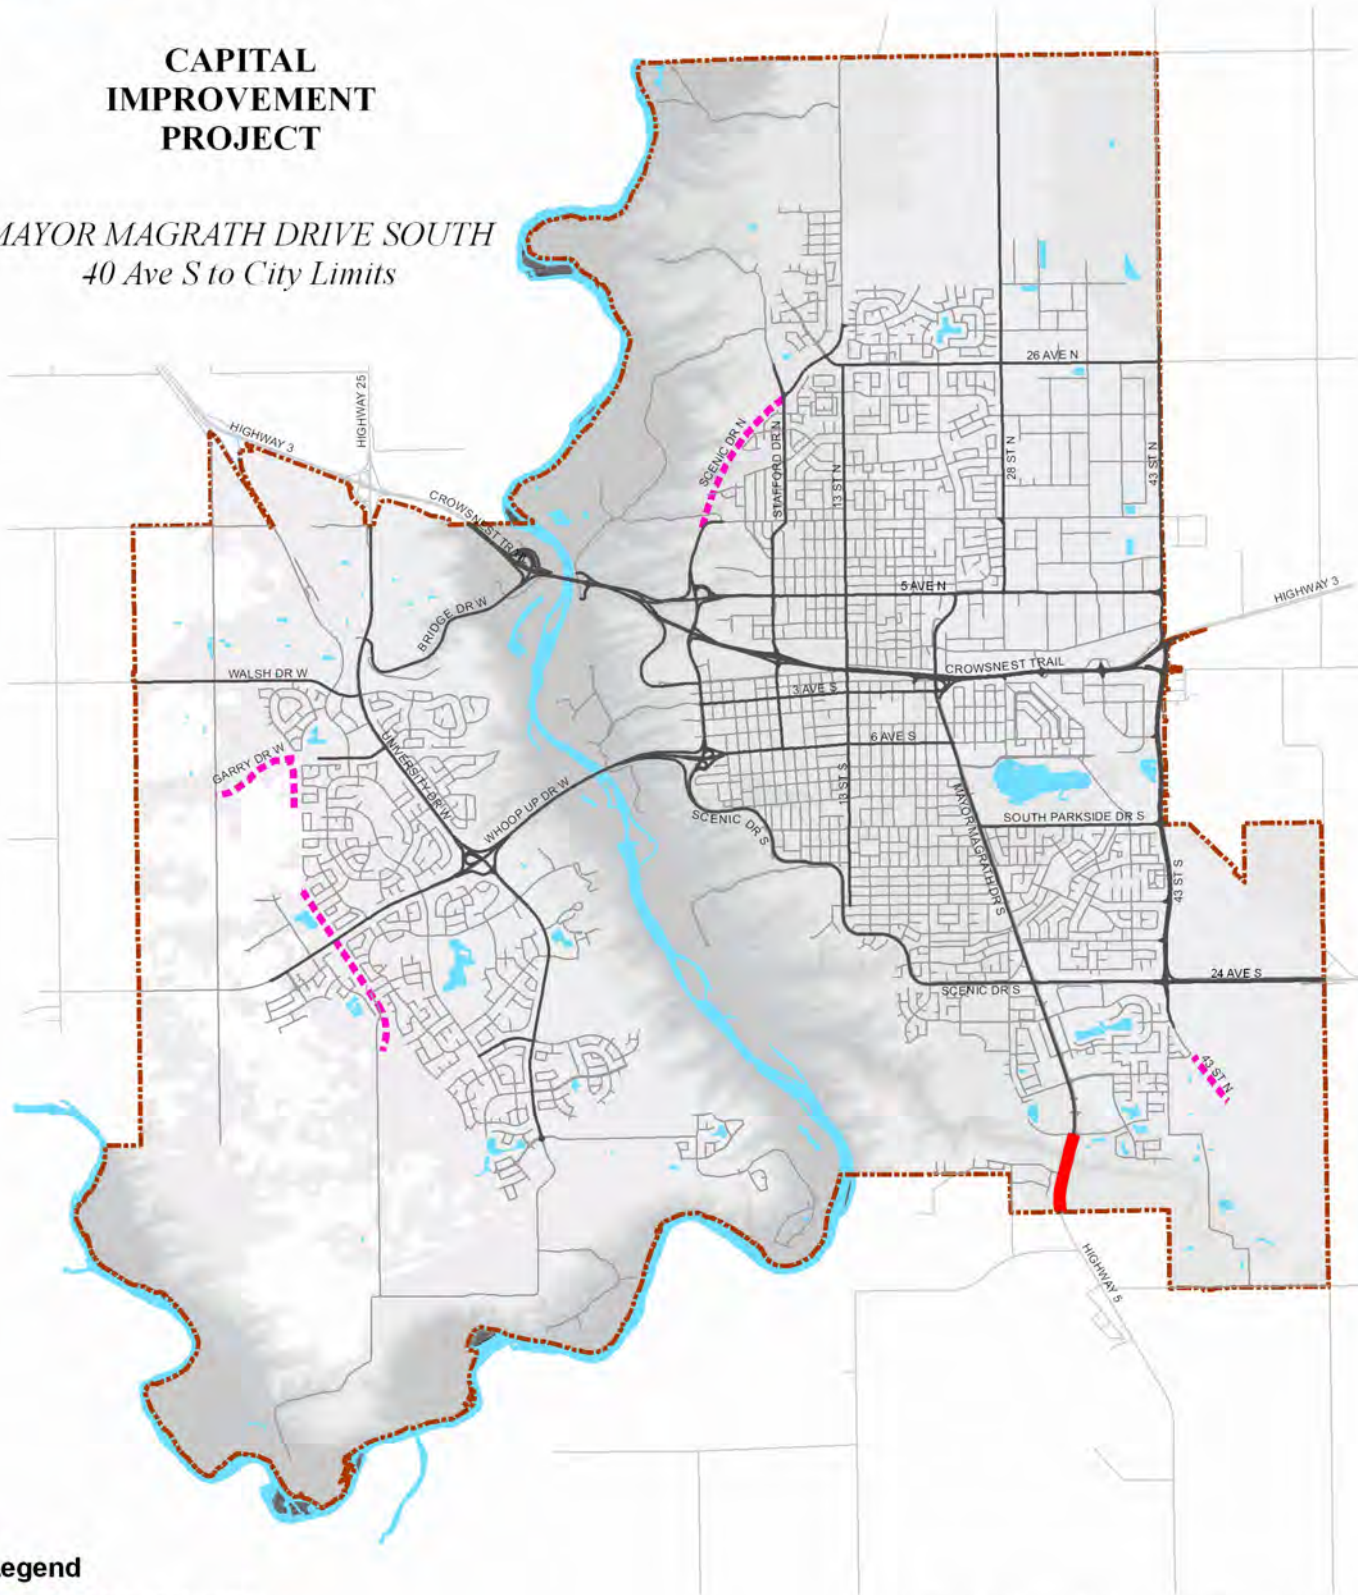 CAPITAL
IMPROVEMENT
PROJECT
MAYOR MAGRATH DRIVE SOUTH
40 Ave S to City Limits
26 AVE N
HIGHWAY 25
HIGHWAY 3
SCENIC DR N
STAFFORD DR N
13 ST N
28 ST N
43 ST N
CROWSNEST TRAIL
5 AVE N
HIGHWAY 3
BRIDGE DR W
WALSH DR W
CROWSNEST TRAIL
3 AVE S
6 AVE S
GARRY DR W
UNIVERSITY DR W
WHOOP UP DR W
13 ST S
MAYOR MAGRATH DR S
SCENIC DR S
SOUTH PARKSIDE DR S
43 ST S
24 AVE S
SCENIC DR S
43 ST N
HIGHWAY 5
egend